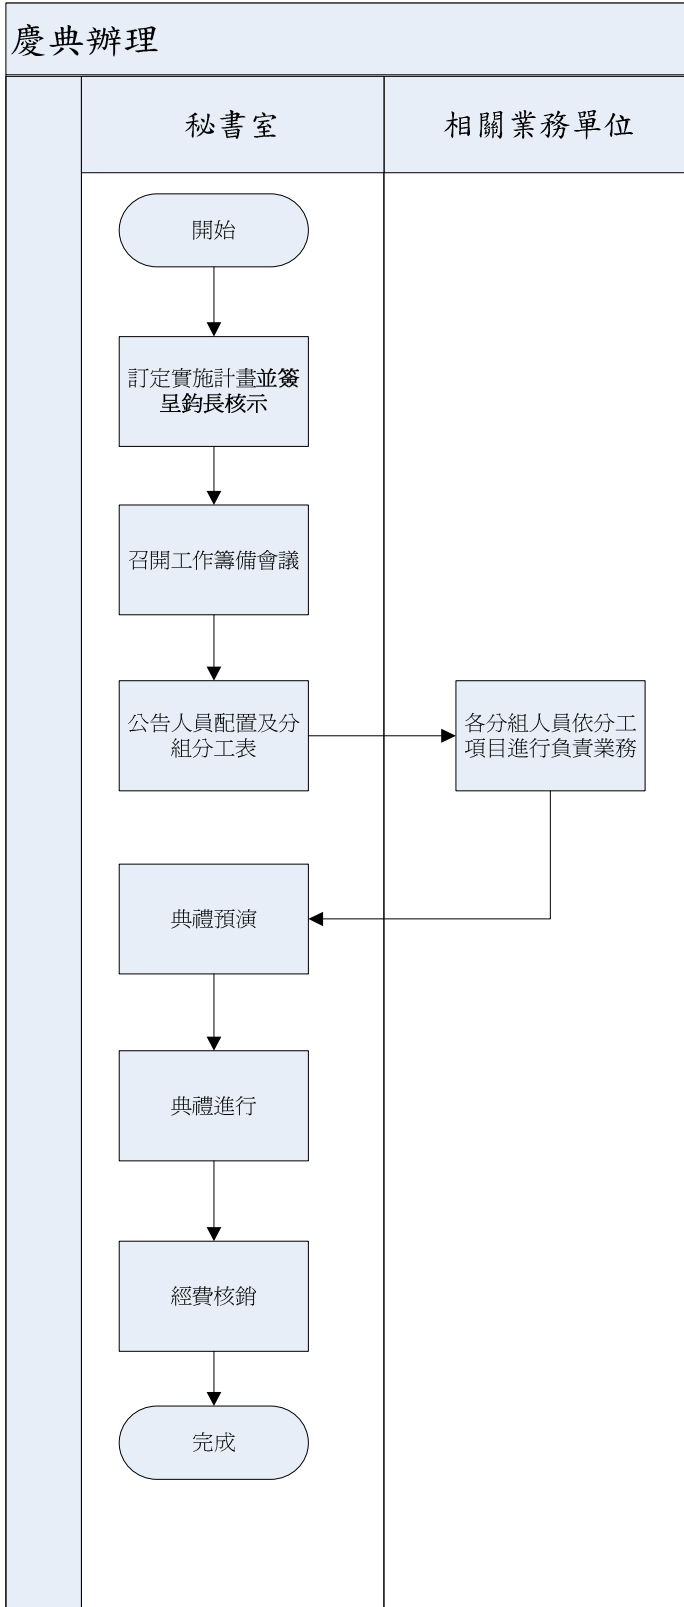 慶典辦理
秘書室
相關業務單位
開始
訂定實施計畫並簽
呈鈞長核示
召開工作籌備會議
公告人員配置及分
組分工表
各分組人員依分工
項目進行負責業務
典禮預演
典禮進行
經費核銷
完成